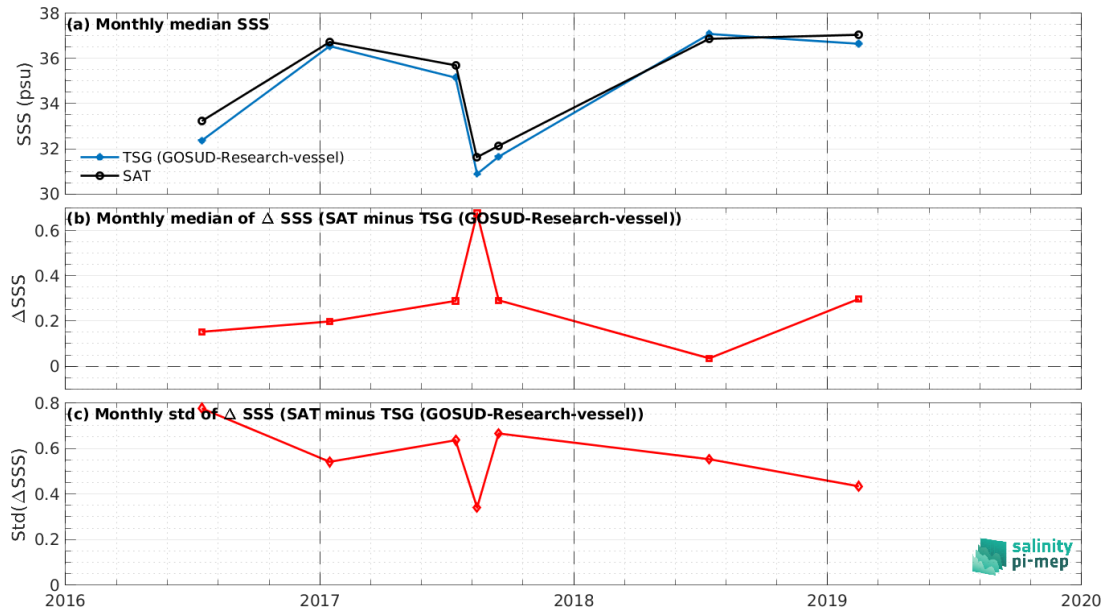 (a) Monthly median SSS
38
36
34
32
30
SSS (psu)
TSG (GOSUD-Research-vessel)
SAT
(b) Monthly median of △ SSS (SAT minus TSG (GOSUD-Research-vessel))
0.6
0.4
0.2
0
△SSS
(c) Monthly std of △ SSS (SAT minus TSG (GOSUD-Research-vessel))
0.8
0.6
0.4
0.2
0
Std(△SSS)
salinity
pi-mep
2016 2017 2018 2019 2020